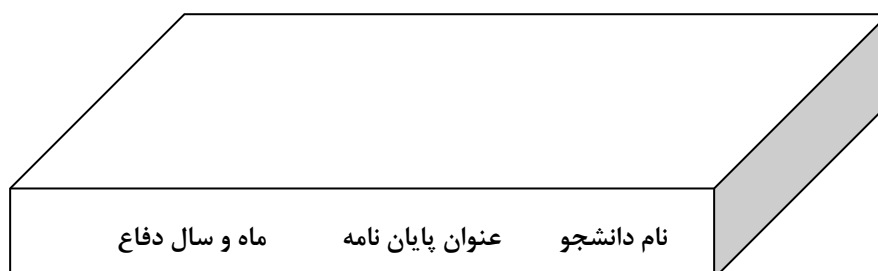 نام دانشجو عنوان پایان نامه ماه و سال دفاع